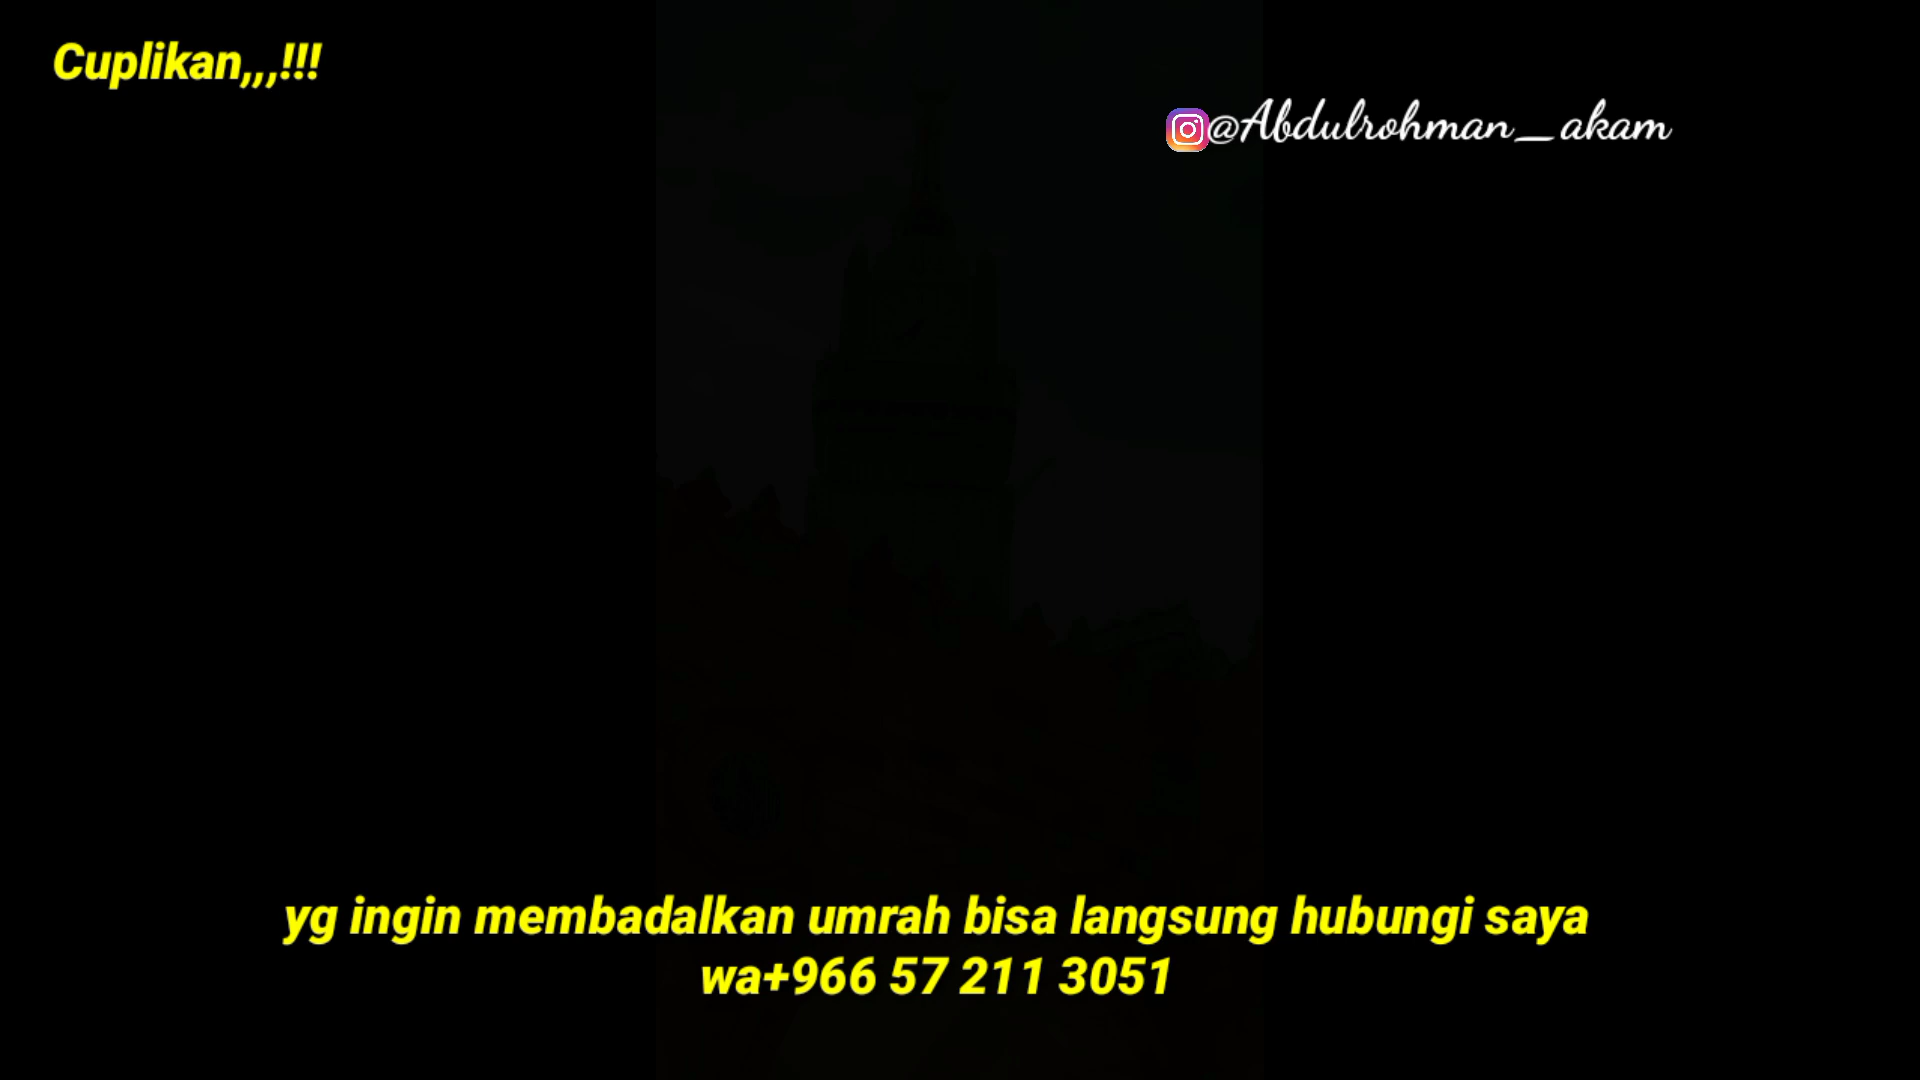 Cuplikan,,,!!!
@Abdulrohman_akam
yg ingin membadalkan umrah bisa langsung hubungi saya
wa+966 57 211 3051